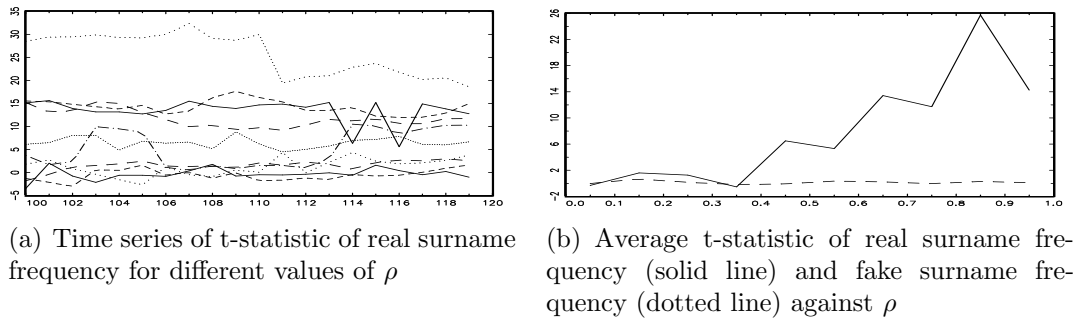 35
30
25
20
15
10
5
0
-5
100 102 104 106 108 110 112 114 116 118 120
26
22
18
14
10
6
2
-2
0.0 0.1 0.2 0.3 0.4 0.5 0.6 0.7 0.8 0.9 1.0
(a) Time series of t-statistic of real surname
frequency for different values of ρ
(b) Average t-statistic of real surname fre-
quency (solid line) and fake surname fre-
quency (dotted line) against ρ